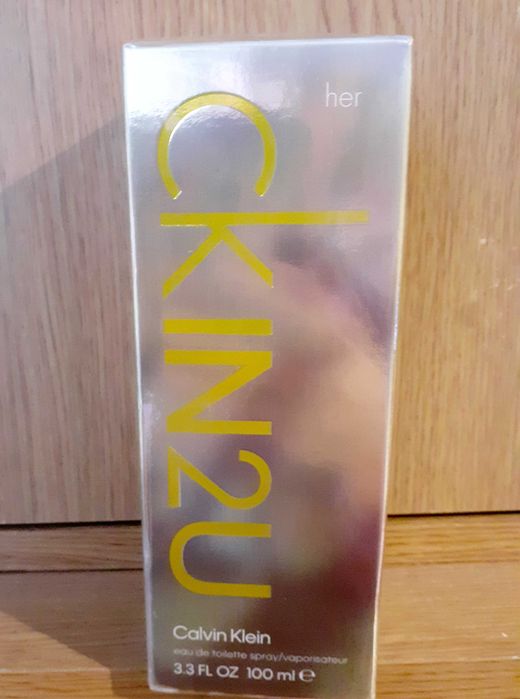 her
CKIN2U
Calvin Klein
eau de toilette spray/vaporisateur
3.3 FL OZ 100 ml ℮